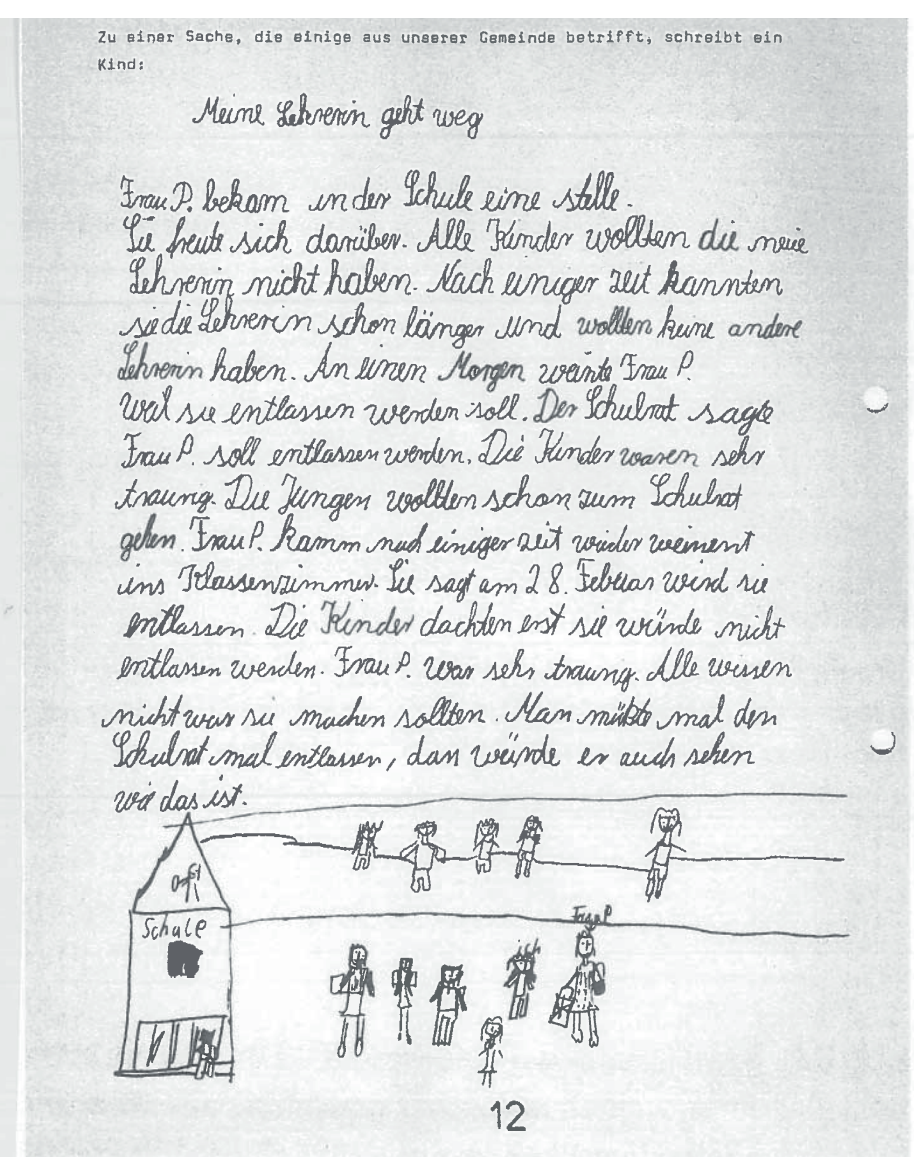 Zu einer Sache, die einige aus unserer Gemeinde betrifft, schreibt ein
Kind:
Meine Lehrerin geht weg
Frau P. bekam in der Schule eine stelle.
Sie freute sich darüber. Alle Kinder wollten die neue
Lehrerin nicht haben. Nach einiger zeit kannten
sie die Lehrerin schon länger und wollten keine andere
Lehrerin haben. An einen Morgen weinte Frau P.
weil sie entlassen werden soll. Der Schulrat sagte
Frau P. soll entlassen werden. Die Kinder waren sehr
traurig. Die Jungen wollten schon zum Schulrat
gehen. Frau P. kamm nach einiger zeit wieder weinent
ins Klassenzimmer. Sie sagt am 28. Februar wird sie
entlassen. Die Kinder dachten erst sie würde nicht
entlassen werden. Frau P. war sehr traurig. Alle wissen
nicht was sie machen sollten. Man müßte mal den
Schulrat mal entlassen, dan würde er auch sehen
wie das ist.
Schule
ich
Frau P
12